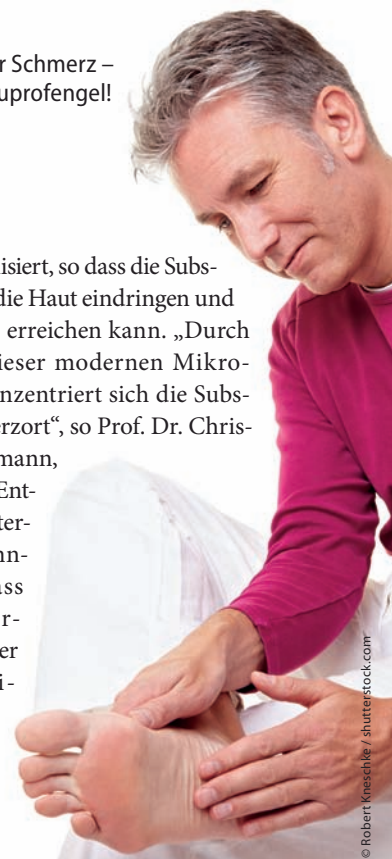 r Schmerz –
uprofengel!
isiert, so dass die Subs-
die Haut eindringen und
erreichen kann. „Durch
ieser modernen Mikro-
nzentriert sich die Subs-
erzort“, so Prof. Dr. Chris-
mann,
Ent-
ter-
nn-
ass
r-
er
i-
© Robert Kneschke / shutterstock.com